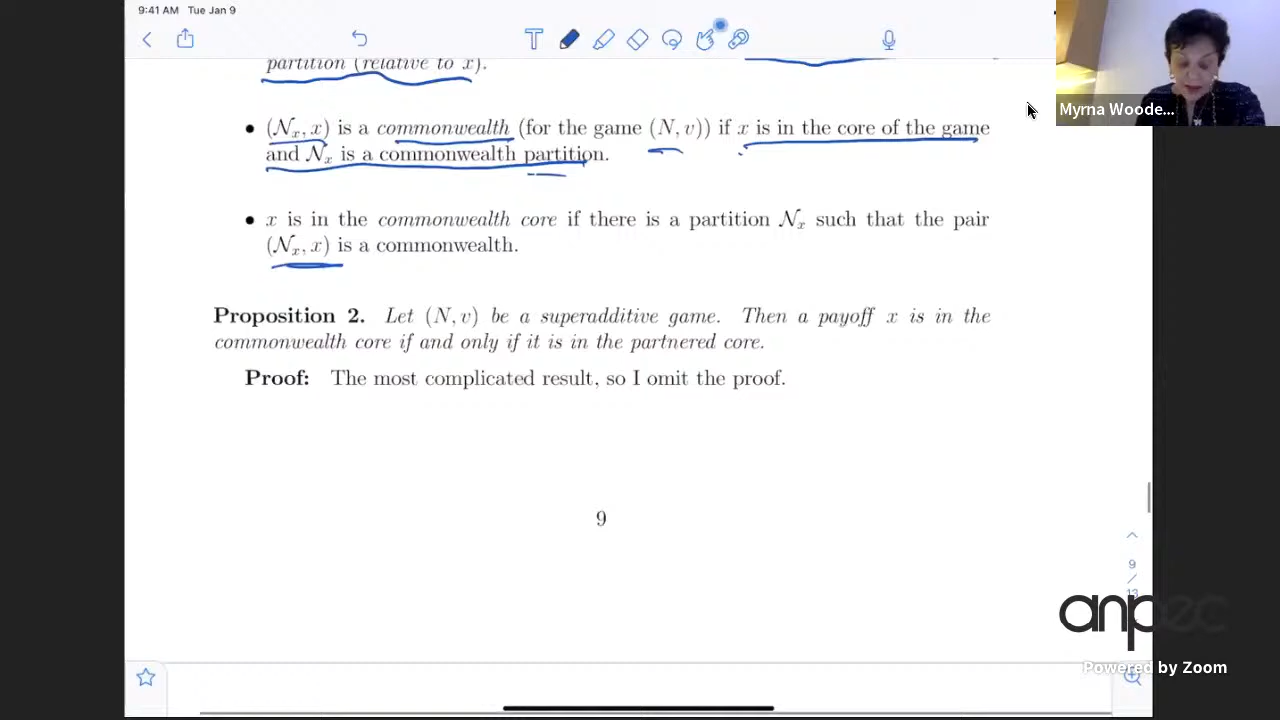 9:41 AM Tue Jan 9
partition (relative to x).
Myrna Woode...
• (𝒩ₓ, x) is a commonwealth (for the game (N, v)) if x is in the core of the game
and 𝒩ₓ is a commonwealth partition.
• x is in the commonwealth core if there is a partition 𝒩ₓ such that the pair
(𝒩ₓ, x) is a commonwealth.
Proposition 2. Let (N, v) be a superadditive game. Then a payoff x is in the
commonwealth core if and only if it is in the partnered core.
Proof: The most complicated result, so I omit the proof.
9
9
/
13
anpec
Powered by Zoom